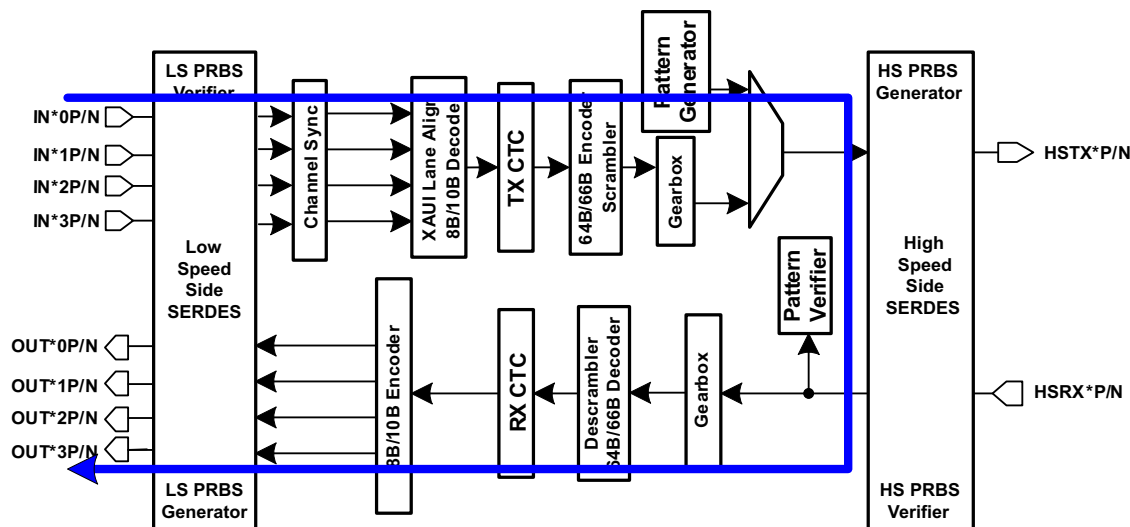 LS PRBS
Verifier
IN*0P/N
IN*1P/N
IN*2P/N
IN*3P/N
Low
Speed
Side
SERDES
OUT*0P/N
OUT*1P/N
OUT*2P/N
OUT*3P/N
LS PRBS
Generator
Channel Sync
XAUI Lane Align
8B/10B Decode
TX CTC
64B/66B Encoder
Scrambler
Pattern
Generator
Gearbox
8B/10B Encoder
RX CTC
Descrambler
64B/66B Decoder
Gearbox
Pattern
Verifier
HS PRBS
Generator
High
Speed
Side
SERDES
HS PRBS
Verifier
HSTX*P/N
HSRX*P/N